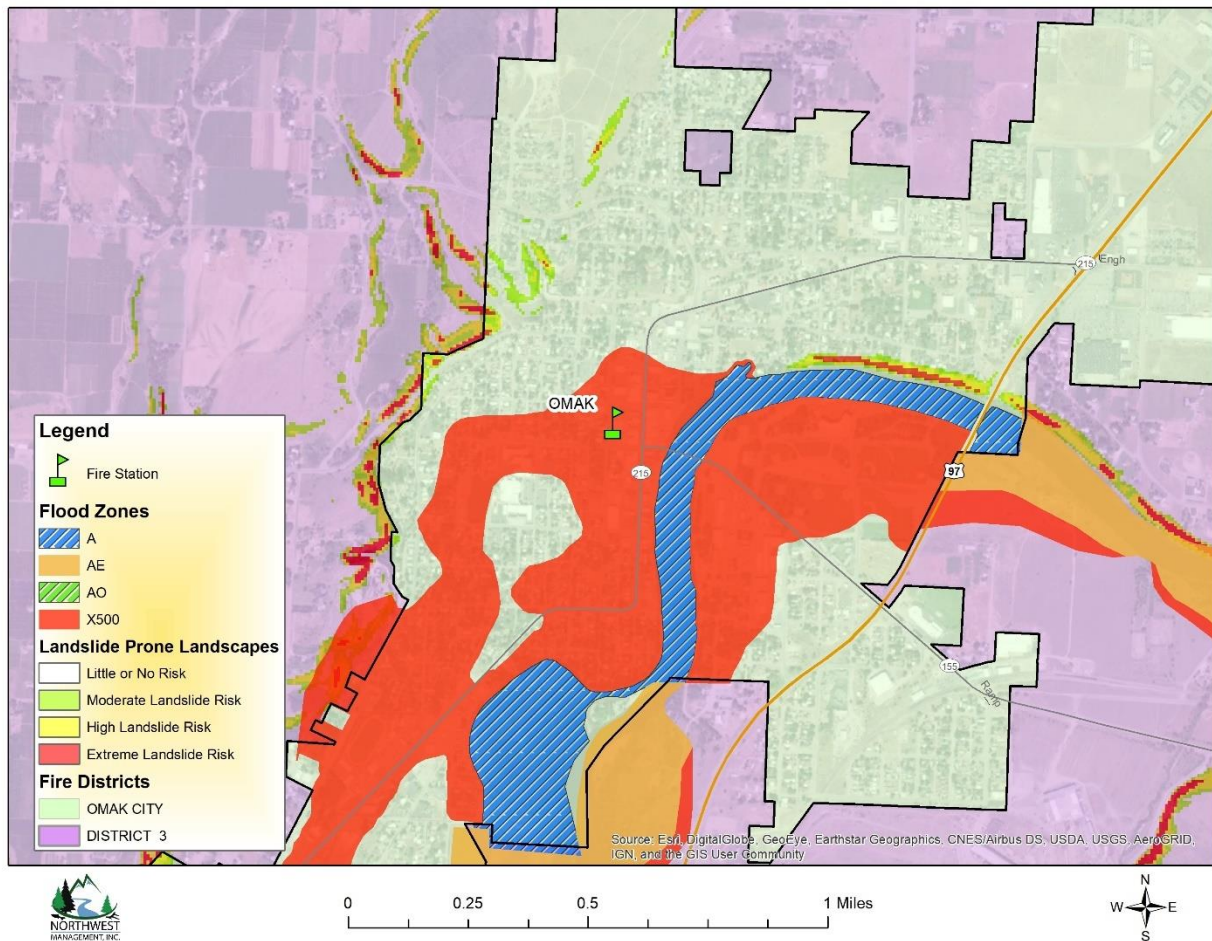 Engh
215
OMAK
215
97
155
Ramp
Legend
Fire Station
Flood Zones
A
AE
AO
X500
Landslide Prone Landscapes
Little or No Risk
Moderate Landslide Risk
High Landslide Risk
Extreme Landslide Risk
Fire Districts
OMAK CITY
DISTRICT 3
Source: Esri, DigitalGlobe, GeoEye, Earthstar Geographics, CNES/Airbus DS, USDA, USGS, AeroGRID,
IGN, and the GIS User Community
NORTHWEST
MANAGEMENT, INC.
0 0.25 0.5 1 Miles
N
W E
S